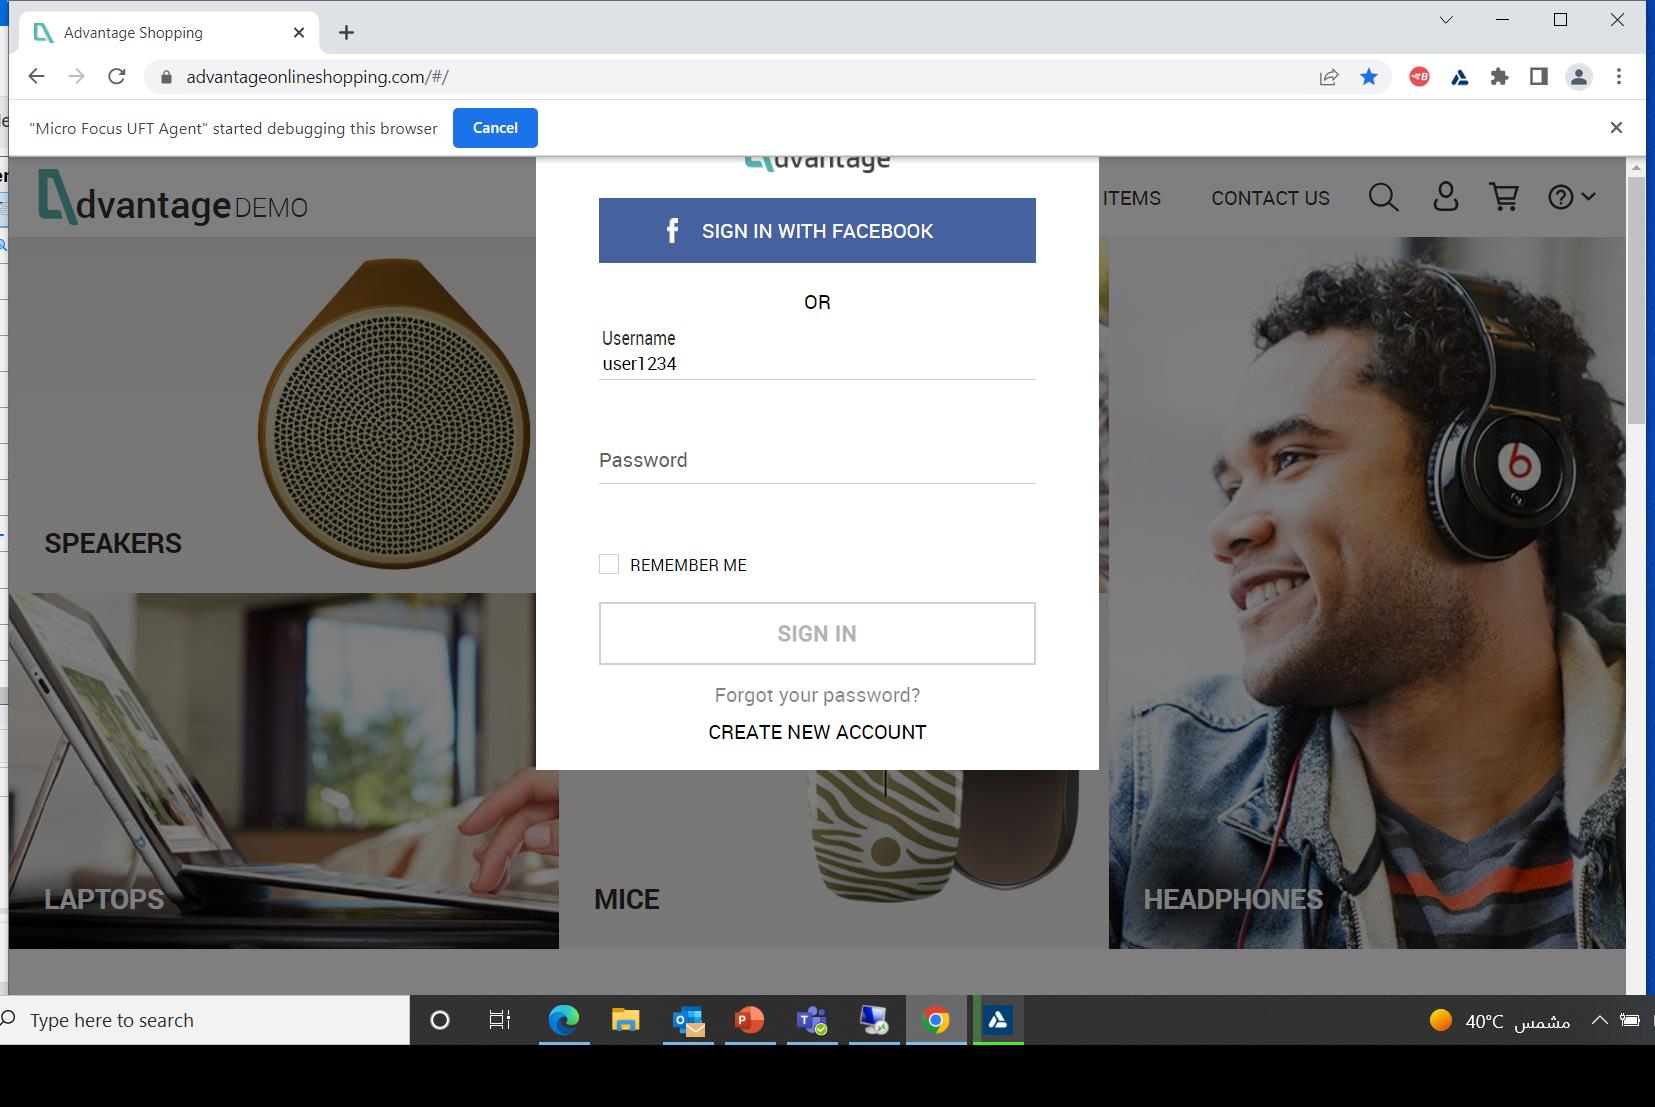 Advantage Shopping
advantageonlineshopping.com/#/
"Micro Focus UFT Agent" started debugging this browser
Cancel
Advantage DEMO
ITEMS
CONTACT US
Advantage
SIGN IN WITH FACEBOOK
OR
Username
user1234
Password
REMEMBER ME
SIGN IN
Forgot your password?
CREATE NEW ACCOUNT
SPEAKERS
LAPTOPS
MICE
HEADPHONES
Type here to search
40°C مشمس